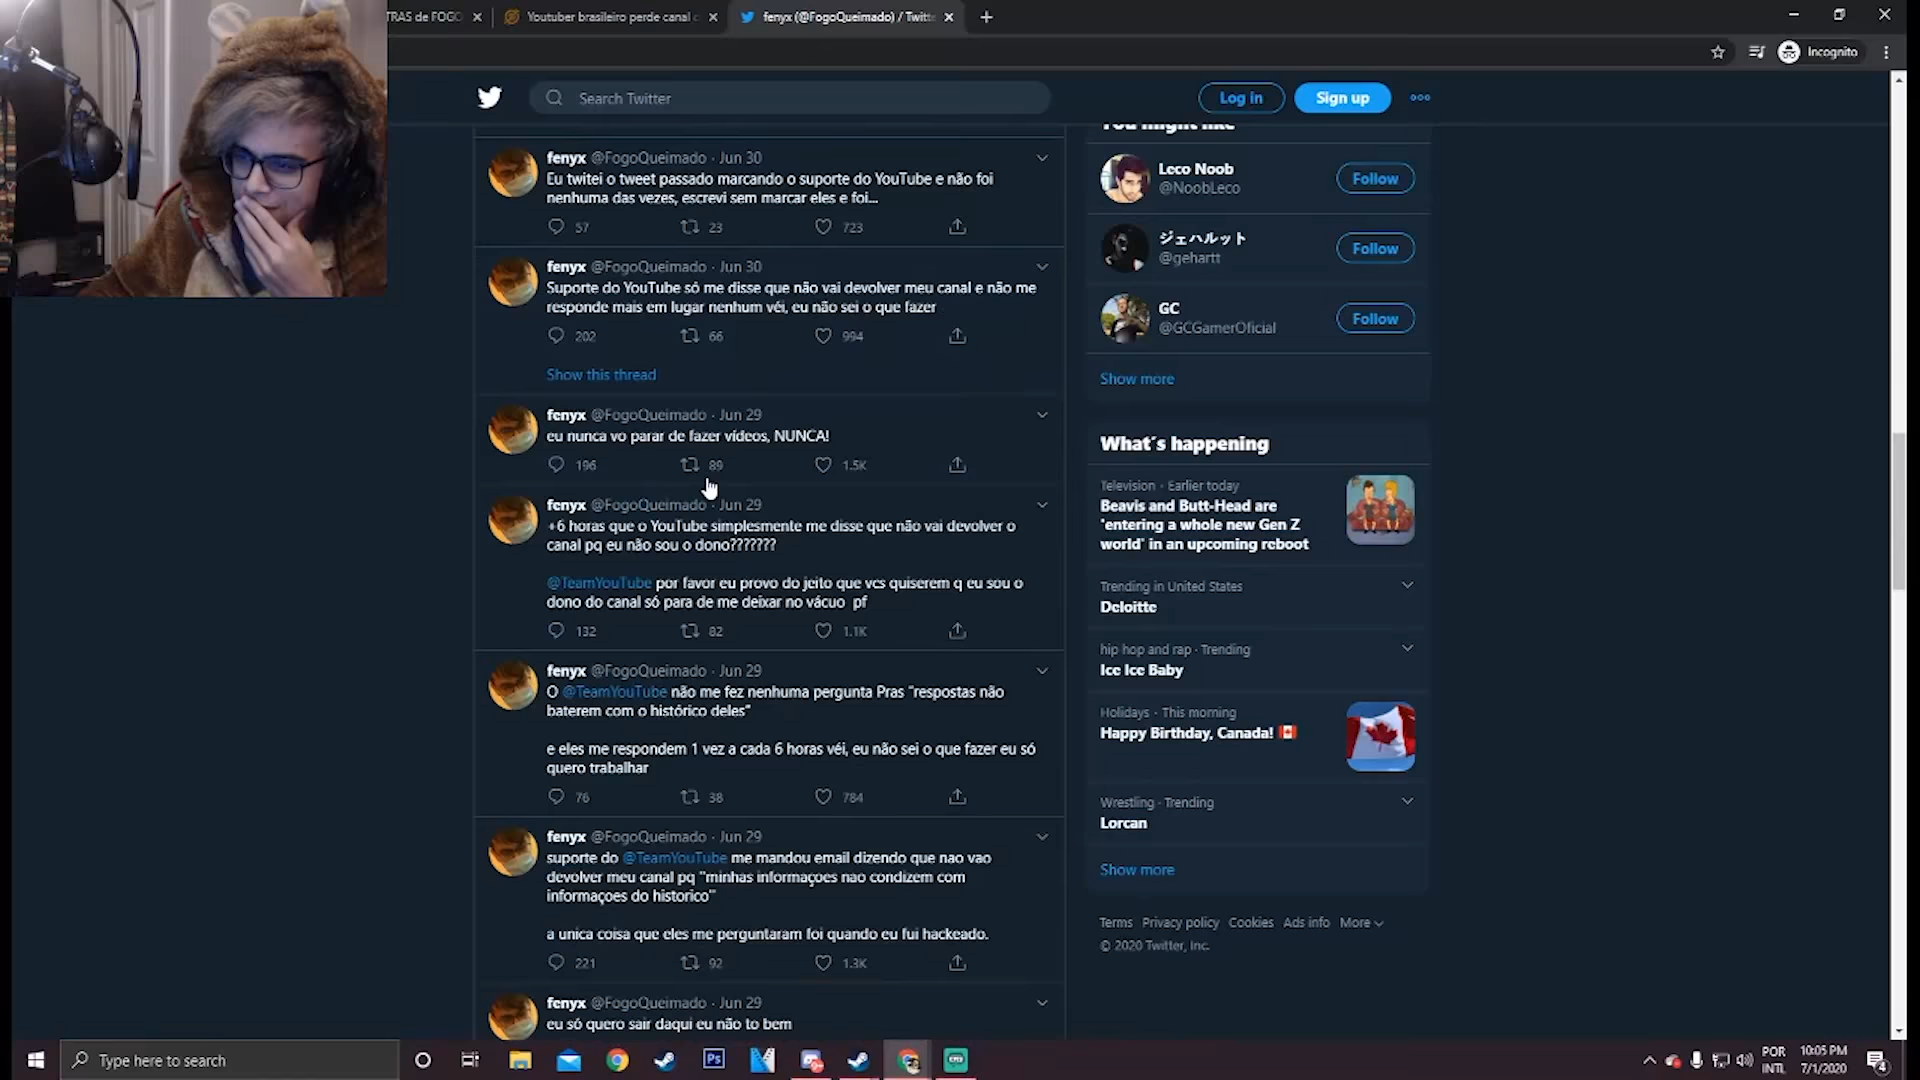 TRAS de FOGO
Youtuber brasileiro perde canal
fenyx (@FogoQueimado) / Twitt
Incognito
Search Twitter
Log in
Sign up
You might like
fenyx @FogoQueimado · Jun 30
Eu twitei o tweet passado marcando o suporte do YouTube e não foi
nenhuma das vezes, escrevi sem marcar eles e foi...
57 23 723
fenyx @FogoQueimado · Jun 30
Suporte do YouTube só me disse que não vai devolver meu canal e não me
responde mais em lugar nenhum véi, eu não sei o que fazer
202 66 994
Show this thread
fenyx @FogoQueimado · Jun 29
eu nunca vo parar de fazer vídeos, NUNCA!
196 89 1.5K
fenyx @FogoQueimado · Jun 29
+6 horas que o YouTube simplesmente me disse que não vai devolver o
canal pq eu não sou o dono???????
@TeamYouTube por favor eu provo do jeito que vcs quiserem q eu sou o
dono do canal só para de me deixar no vácuo pf
132 82 1.1K
fenyx @FogoQueimado · Jun 29
O @TeamYouTube não me fez nenhuma pergunta Pras "respostas não
baterem com o histórico deles"
e eles me respondem 1 vez a cada 6 horas véi, eu não sei o que fazer eu só
quero trabalhar
76 38 784
fenyx @FogoQueimado · Jun 29
suporte do @TeamYouTube me mandou email dizendo que nao vao
devolver meu canal pq "minhas informaçoes nao condizem com
informaçoes do historico"
a unica coisa que eles me perguntaram foi quando eu fui hackeado.
221 92 1.3K
fenyx @FogoQueimado · Jun 29
eu só quero sair daqui eu não to bem
Leco Noob
@NoobLeco
Follow
ジェハルット
@gehartt
Follow
GC
@GCGamerOficial
Follow
Show more
What's happening
Television · Earlier today
Beavis and Butt-Head are
'entering a whole new Gen Z
world' in an upcoming reboot
Trending in United States
Deloitte
hip hop and rap · Trending
Ice Ice Baby
Holidays · This morning
Happy Birthday, Canada! 🇨🇦
Wrestling · Trending
Lorcan
Show more
Terms Privacy policy Cookies Ads info More
© 2020 Twitter, Inc.
Type here to search
Ps
POR
INTL
10:05 PM
7/1/2020
4